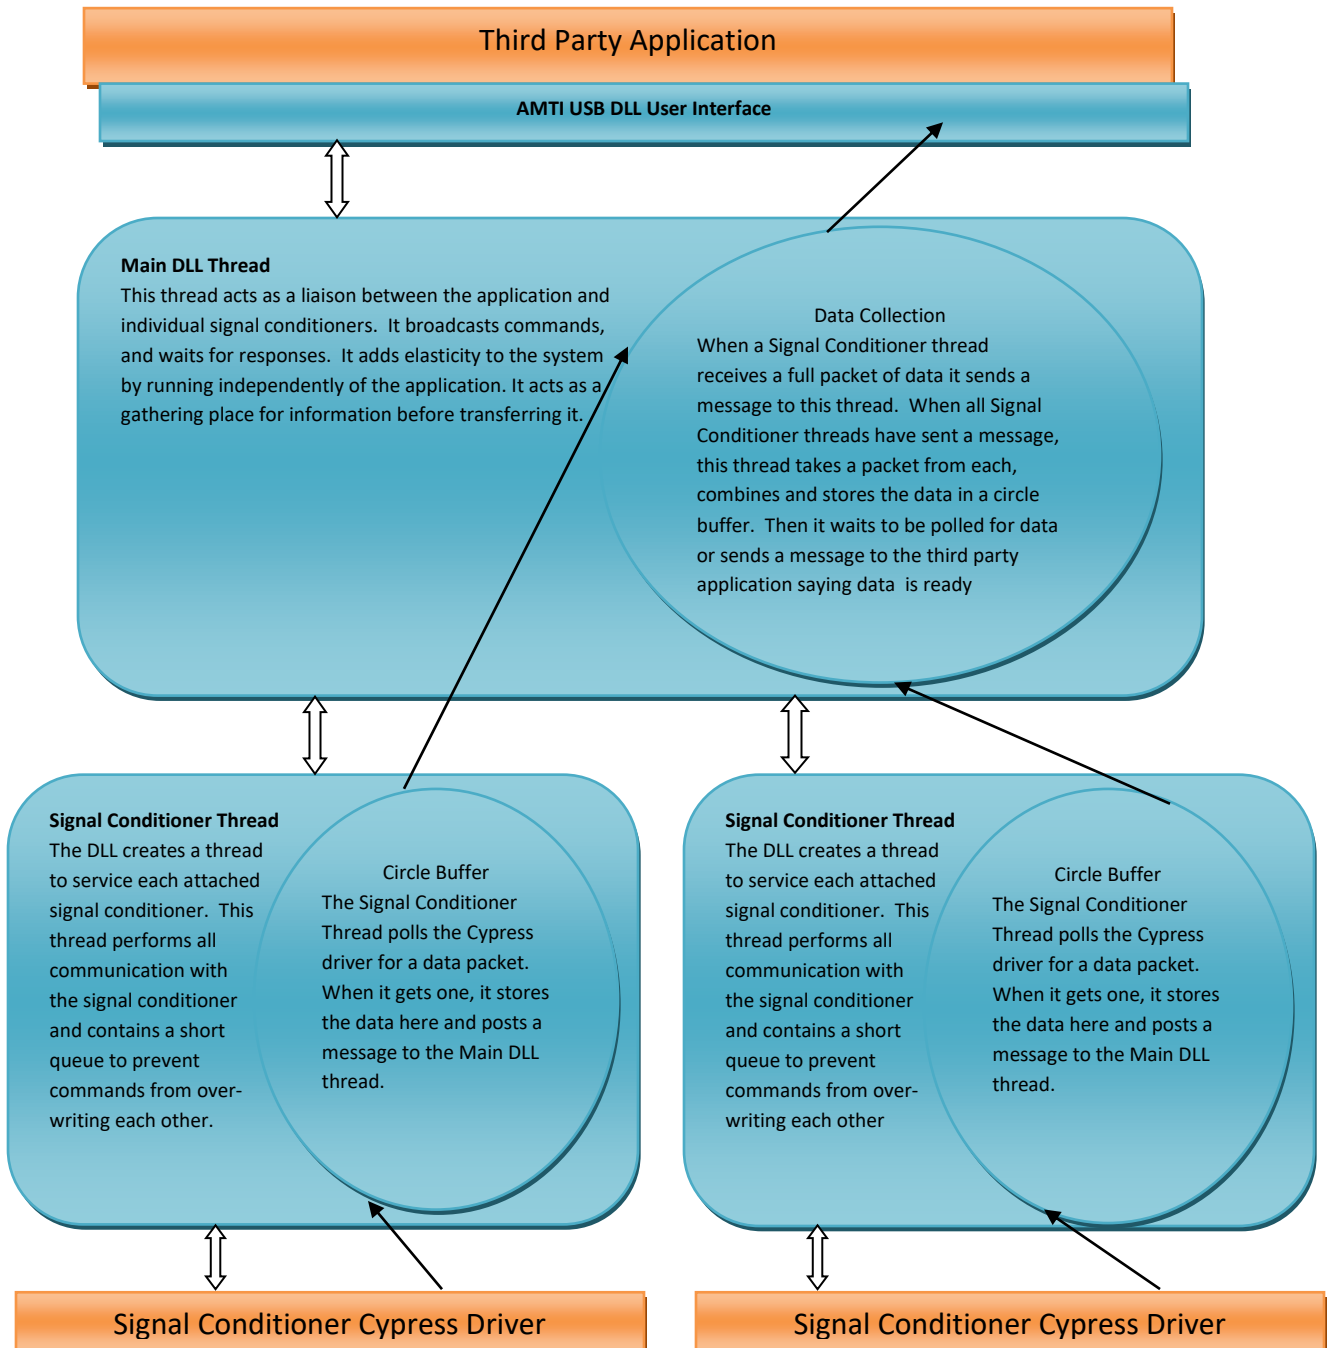 Third Party Application
AMTI USB DLL User Interface
Main DLL Thread
This thread acts as a liaison between the application and
individual signal conditioners.  It broadcasts commands,
and waits for responses.  It adds elasticity to the system
by running independently of the application. It acts as a
gathering place for information before transferring it.
Data Collection
When a Signal Conditioner thread
receives a full packet of data it sends a
message to this thread.  When all Signal
Conditioner threads have sent a message,
this thread takes a packet from each,
combines and stores the data in a circle
buffer.  Then it waits to be polled for data
or sends a message to the third party
application saying data  is ready
Signal Conditioner Thread
The DLL creates a thread
to service each attached
signal conditioner.  This
thread performs all
communication with
the signal conditioner
and contains a short
queue to prevent
commands from over-
writing each other.
Circle Buffer
The Signal Conditioner
Thread polls the Cypress
driver for a data packet.
When it gets one, it stores
the data here and posts a
message to the Main DLL
thread.
Signal Conditioner Thread
The DLL creates a thread
to service each attached
signal conditioner.  This
thread performs all
communication with
the signal conditioner
and contains a short
queue to prevent
commands from over-
writing each other
Circle Buffer
The Signal Conditioner
Thread polls the Cypress
driver for a data packet.
When it gets one, it stores
the data here and posts a
message to the Main DLL
thread.
Signal Conditioner Cypress Driver
Signal Conditioner Cypress Driver